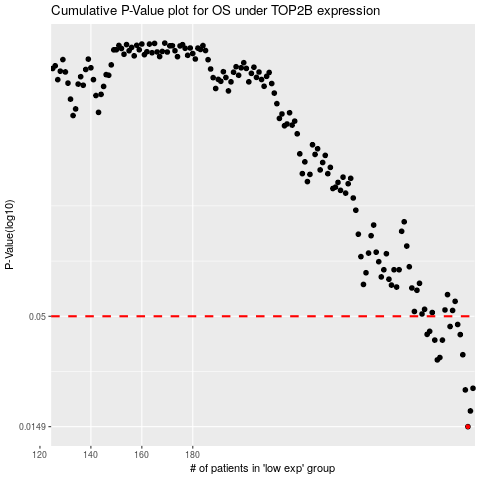 Cumulative P-Value plot for OS under TOP2B expression
P-Value(log10)
0.05
0.0149
120 140 160 180
# of patients in 'low exp' group